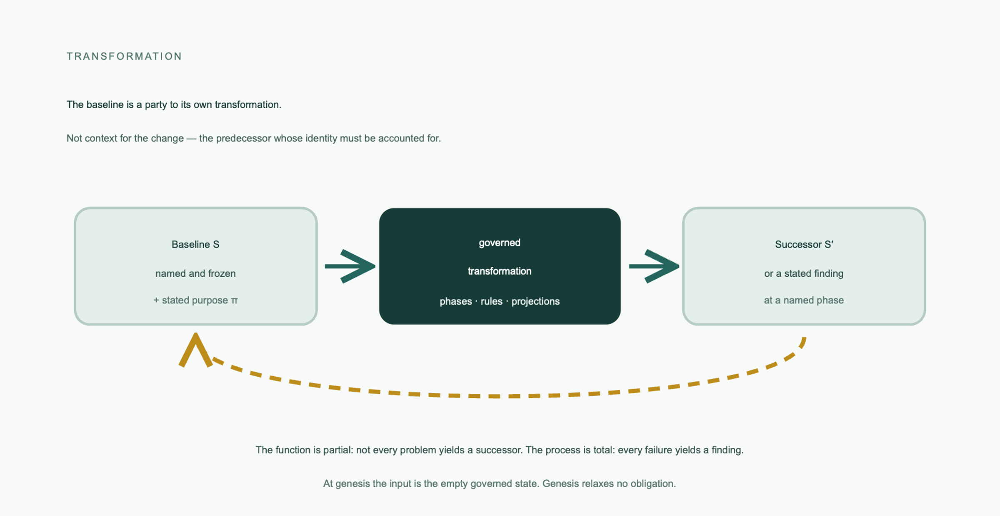 TRANSFORMATION
The baseline is a party to its own transformation.
Not context for the change — the predecessor whose identity must be accounted for.
Baseline S
named and frozen
+ stated purpose π
governed
transformation
phases · rules · projections
Successor S′
or a stated finding
at a named phase
The function is partial: not every problem yields a successor. The process is total: every failure yields a finding.
At genesis the input is the empty governed state. Genesis relaxes no obligation.